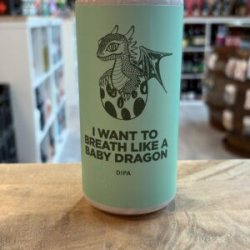 I WANT TO
BREATH LIKE A
BABY DRAGON
DIPA